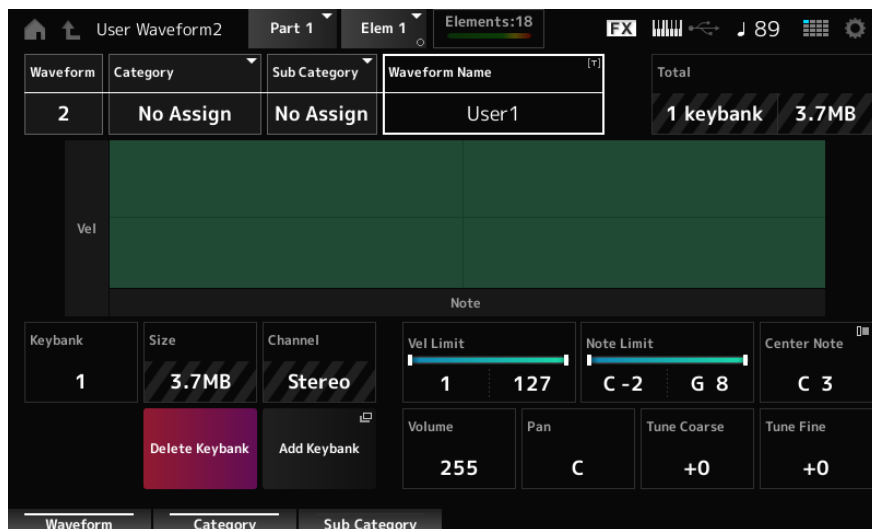 User Waveform2
Part 1
Elem 1
Elements:18
FX
♩ 89
Waveform
Category
Sub Category
Waveform Name
[T]
Total
2
No Assign
No Assign
User1
1 keybank
3.7MB
Vel
Note
Keybank
Size
Channel
Vel Limit
Note Limit
Center Note
1
3.7MB
Stereo
1
127
C -2
G 8
C 3
Delete Keybank
Add Keybank
Volume
Pan
Tune Coarse
Tune Fine
255
C
+0
+0
Waveform
Category
Sub Category